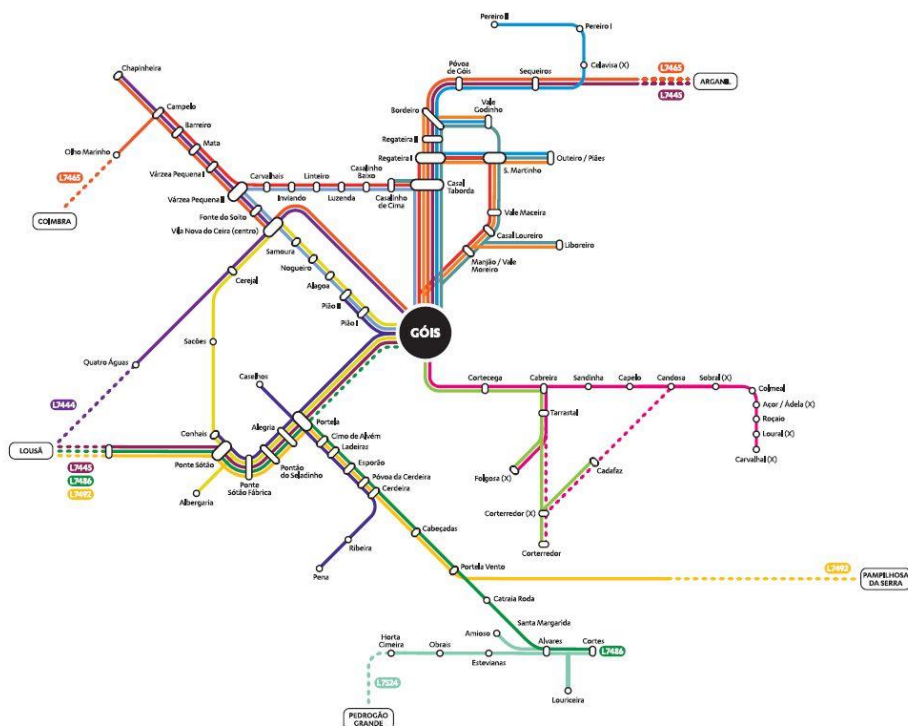 Pereiro II
Pereiro I
Celavisa (X)
Póvoa
de Góis
Sequeiros
L7465
L7445
ARGANIL
Chapinheira
Campelo
Barreiro
Mata
Várzea Pequena I
Várzea Pequena II
Fonte do Soito
Vila Nova do Ceira (centro)
Olho Marinho
L7465
COIMBRA
Carvalhais
Inviando
Linteiro
Luzenda
Casalinho
Baixo
Casalinho
de Cima
Casal
Taborda
Bordeiro
Vale
Godinho
Regateira II
Regateira I
S. Martinho
Outeiro / Piães
Vale Maceira
Casal Loureiro
Liboreiro
Manjão / Vale
Moreiro
Samoura
Nogueiro
Alagoa
Pião II
Pião I
Cerejal
Sacões
Quatro Águas
L7444
LOUSÃ
L7445
L7486
L7492
GÓIS
Caselhos
Conhais
Ponte Sótão
Albergaria
Ponte
Sótão Fábrica
Alegria
Pontão
do Seladinho
Portela
Cimo de Alvém
Ladeiras
Esporão
Póvoa da Cerdeira
Cerdeira
Ribeira
Pena
Cabeçadas
Portela Vento
Catraia Roda
Santa Margarida
Cortecega
Cabreira
Sandinha
Capelo
Candosa
Sobral (X)
Colmeal
Açor / Ádela (X)
Roçaio
Loural (X)
Carvalhal (X)
Tarrastal
Folgosa (X)
Cadafaz
Corterredor (X)
Corterredor
L7492
PAMPILHOSA
DA SERRA
Amioso
Alvares
Cortes
L7486
Horta
Cimeira
Obrais
Estevianas
Louriceira
L7524
PEDROGÃO
GRANDE